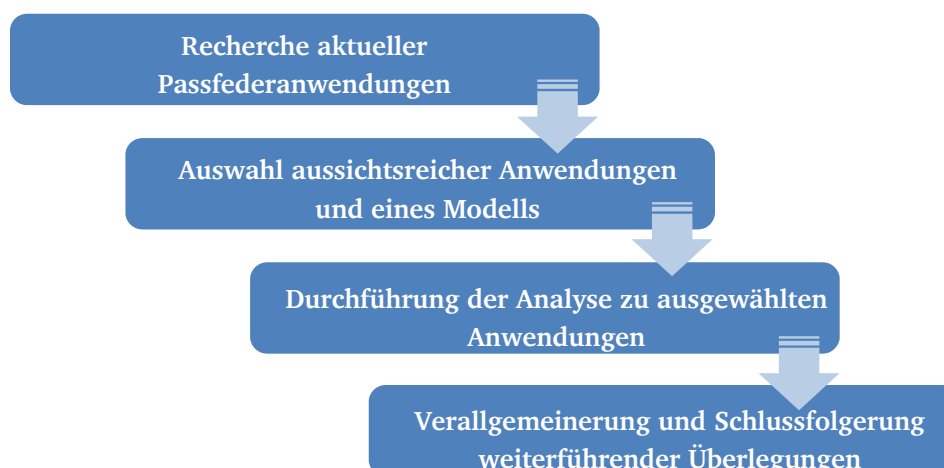 Recherche aktueller
Passfederanwendungen
Auswahl aussichtsreicher Anwendungen
und eines Modells
Durchführung der Analyse zu ausgewählten
Anwendungen
Verallgemeinerung und Schlussfolgerung
weiterführender Überlegungen